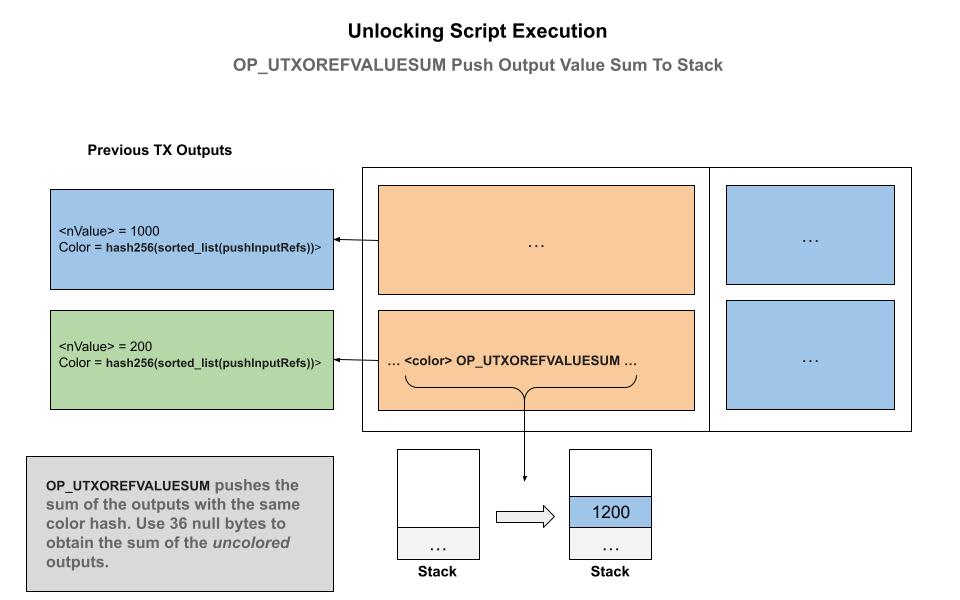 Unlocking Script Execution
OP_UTXOREFVALUESUM Push Output Value Sum To Stack
Previous TX Outputs
<nValue> = 1000
Color = hash256(sorted_list(pushInputRefs))>
…
…
<nValue> = 200
Color = hash256(sorted_list(pushInputRefs))>
… <color> OP_UTXOREFVALUESUM …
…
OP_UTXOREFVALUESUM pushes the
sum of the outputs with the same
color hash. Use 36 null bytes to
obtain the sum of the uncolored
outputs.
…
Stack
1200
…
Stack